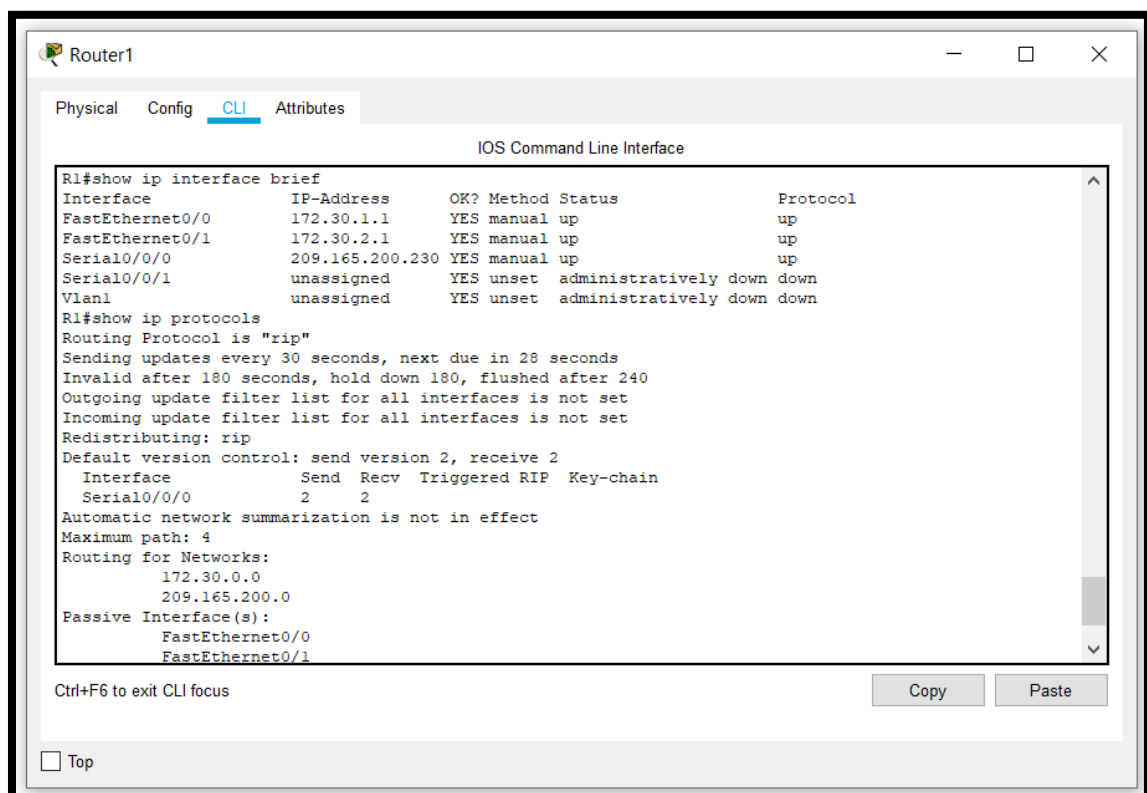 Router1
Physical Config CLI Attributes
IOS Command Line Interface
R1#show ip interface brief
Interface              IP-Address      OK? Method Status                Protocol
FastEthernet0/0        172.30.1.1      YES manual up                    up
FastEthernet0/1        172.30.2.1      YES manual up                    up
Serial0/0/0            209.165.200.230 YES manual up                    up
Serial0/0/1            unassigned      YES unset  administratively down down
Vlan1                  unassigned      YES unset  administratively down down
R1#show ip protocols
Routing Protocol is "rip"
Sending updates every 30 seconds, next due in 28 seconds
Invalid after 180 seconds, hold down 180, flushed after 240
Outgoing update filter list for all interfaces is not set
Incoming update filter list for all interfaces is not set
Redistributing: rip
Default version control: send version 2, receive 2
  Interface             Send  Recv  Triggered RIP  Key-chain
  Serial0/0/0           2     2
Automatic network summarization is not in effect
Maximum path: 4
Routing for Networks:
          172.30.0.0
          209.165.200.0
Passive Interface(s):
          FastEthernet0/0
          FastEthernet0/1
Ctrl+F6 to exit CLI focus
Copy Paste
Top